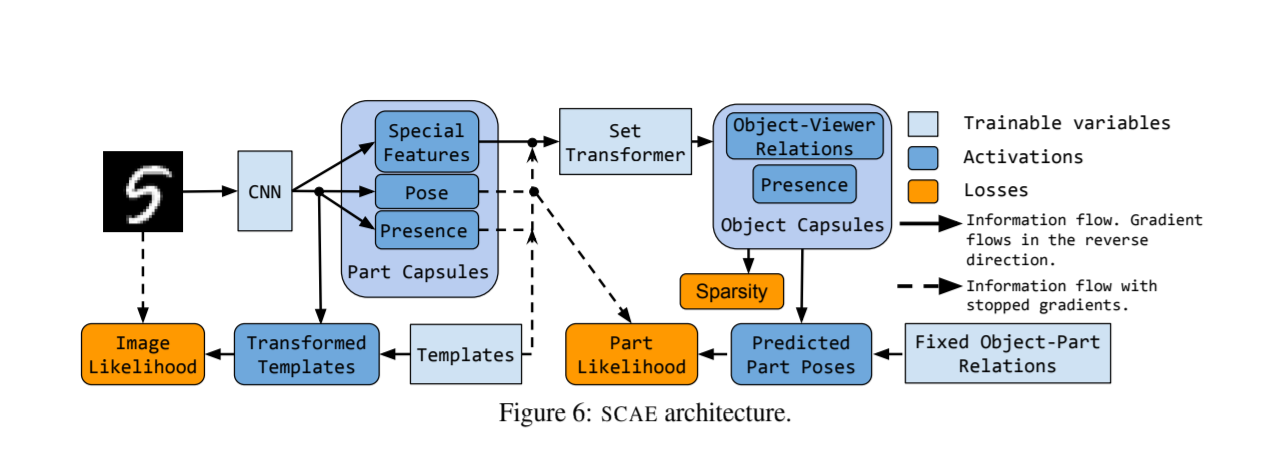 Special
Features
Pose
Presence
Part Capsules
CNN
Set
Transformer
Object-Viewer
Relations
Presence
Object Capsules
Sparsity
Trainable variables
Activations
Losses
Information flow. Gradient
flows in the reverse
direction.
Information flow with
stopped gradients.
Image
Likelihood
Transformed
Templates
Templates
Part
Likelihood
Predicted
Part Poses
Fixed Object-Part
Relations
Figure 6: SCAE architecture.